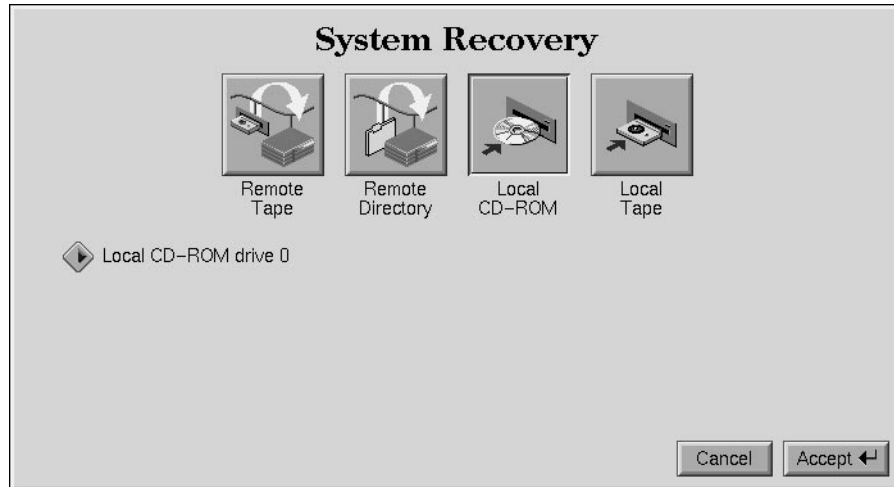 System Recovery
Remote
Tape
Remote
Directory
Local
CD-ROM
Local
Tape
Local CD-ROM drive 0
Cancel
Accept